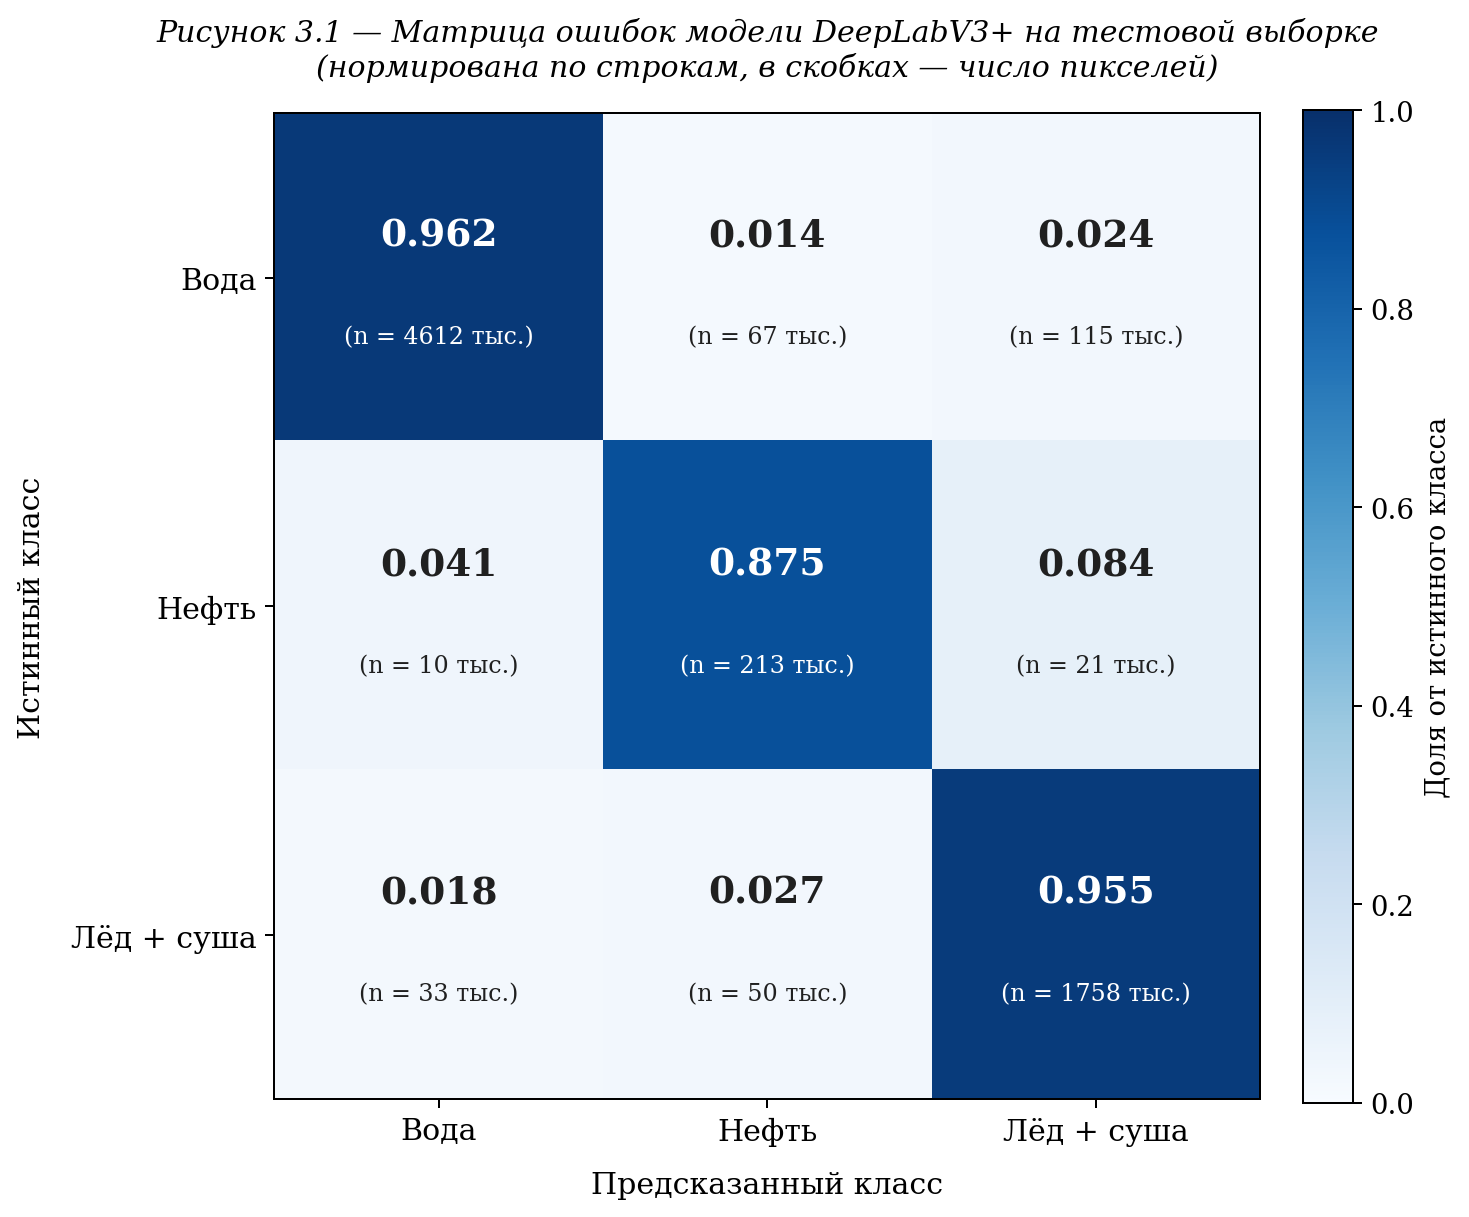 Рисунок 3.1 — Матрица ошибок модели DeepLabV3+ на тестовой выборке
(нормирована по строкам, в скобках — число пикселей)
1.0
0.8
0.6
0.4
0.2
0.0
Доля от истинного класса
Истинный класс
Вода
0.962
0.014
0.024
(n = 4612 тыс.)
(n = 67 тыс.)
(n = 115 тыс.)
Нефть
0.041
0.875
0.084
(n = 10 тыс.)
(n = 213 тыс.)
(n = 21 тыс.)
Лёд + суша
0.018
0.027
0.955
(n = 33 тыс.)
(n = 50 тыс.)
(n = 1758 тыс.)
Вода
Нефть
Лёд + суша
Предсказанный класс